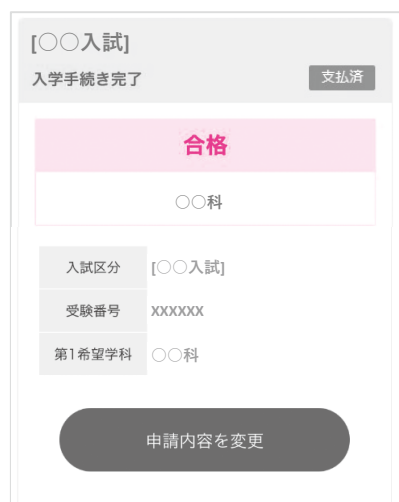 [○○入試]
入学手続き完了 支払済
合格
○○科
入試区分 [○○入試]
受験番号 XXXXXX
第1希望学科 ○○科
申請内容を変更